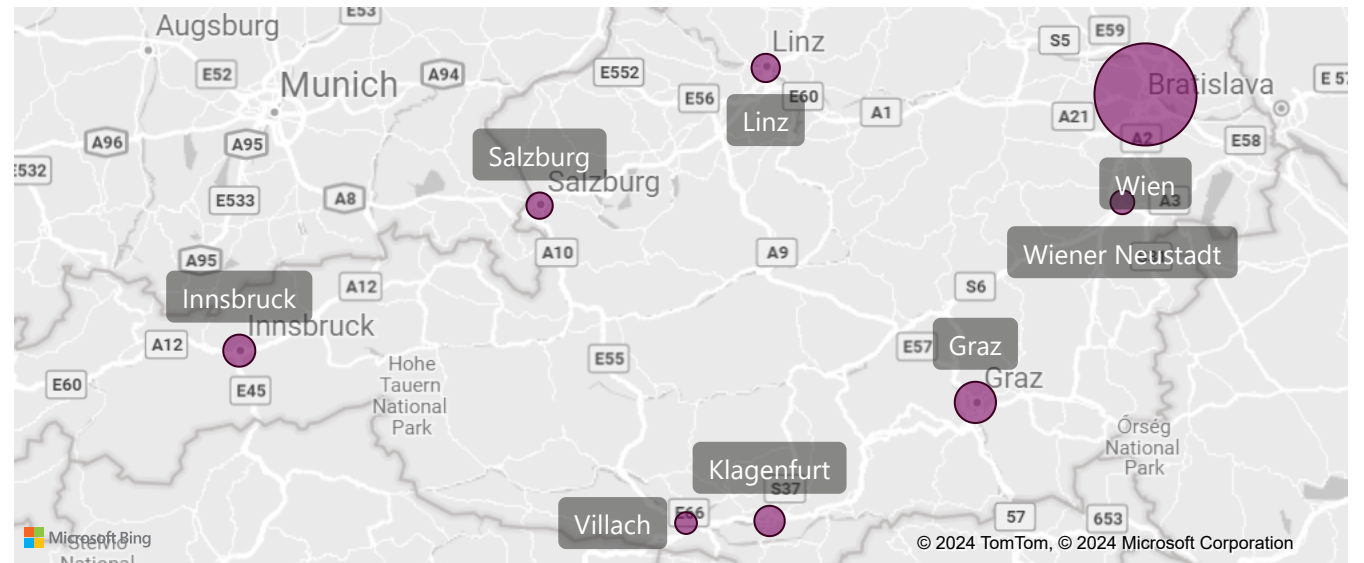 E53
Augsburg
Linz
S5
E59
E52
Munich
A94
E552
E56
E60
A1
A21
Bratislava
Linz
A2
E58
A96
A95
Salzburg
E532
E533
A8
Salzburg
Wien
A3
A95
A10
A9
Wiener Neustadt
Innsbruck
A12
S6
Innsbruck
A12
E55
E57
Graz
Hohe
Tauern
National
Park
E60
E45
Graz
Őrség
National
Park
Klagenfurt
S37
Villach
E66
57
653
Microsoft Bing
Stelvio
National
© 2024 TomTom, © 2024 Microsoft Corporation